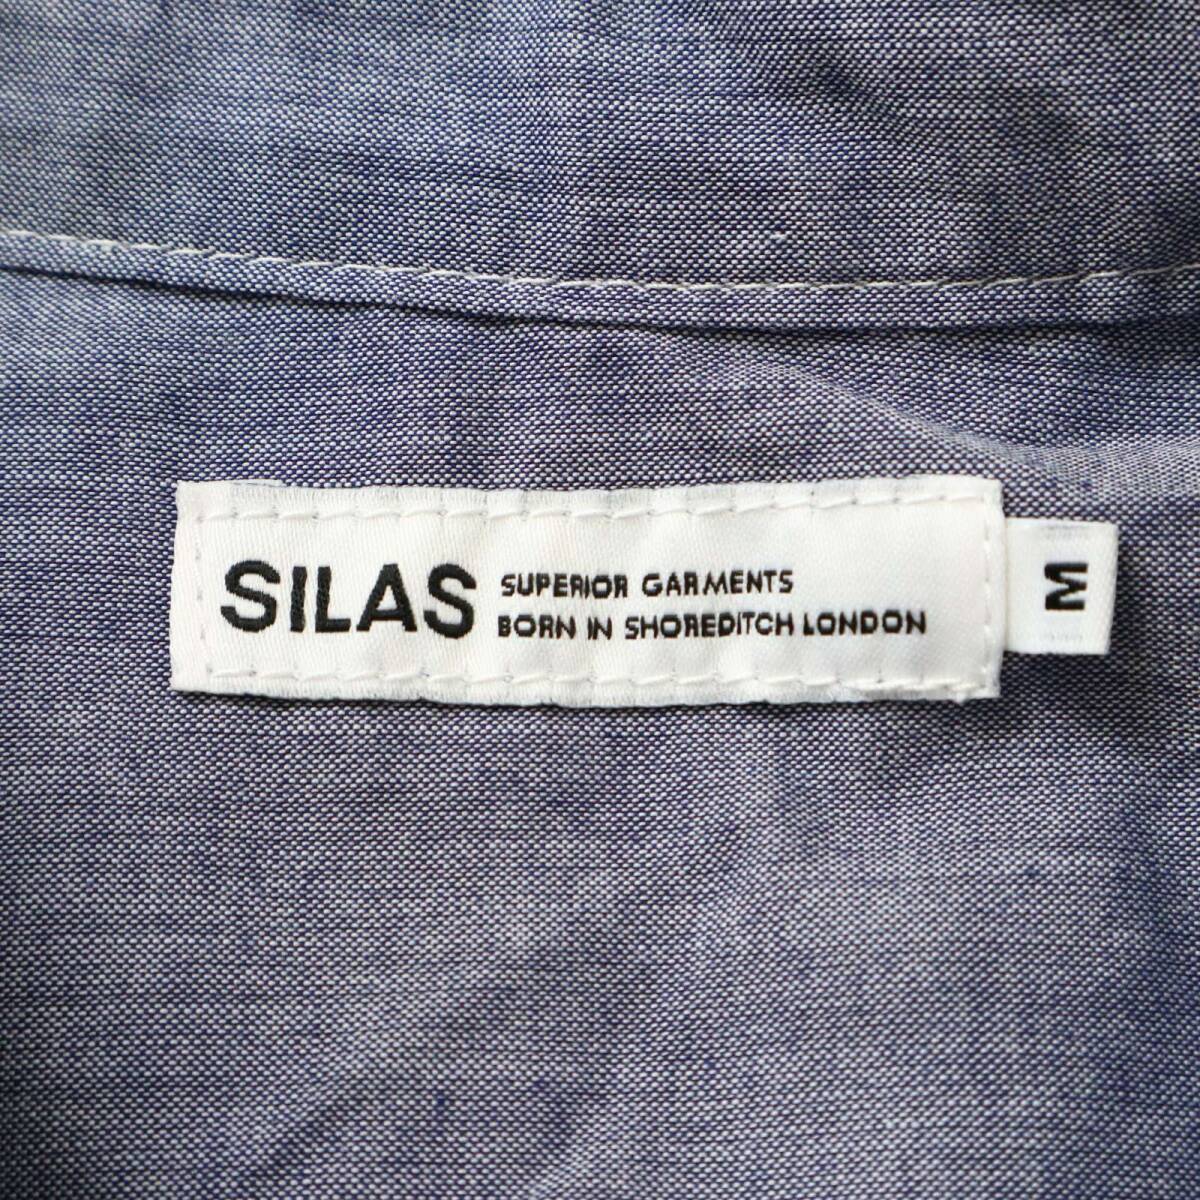 SILAS
SUPERIOR GARMENTS
BORN IN SHOREDITCH LONDON
M